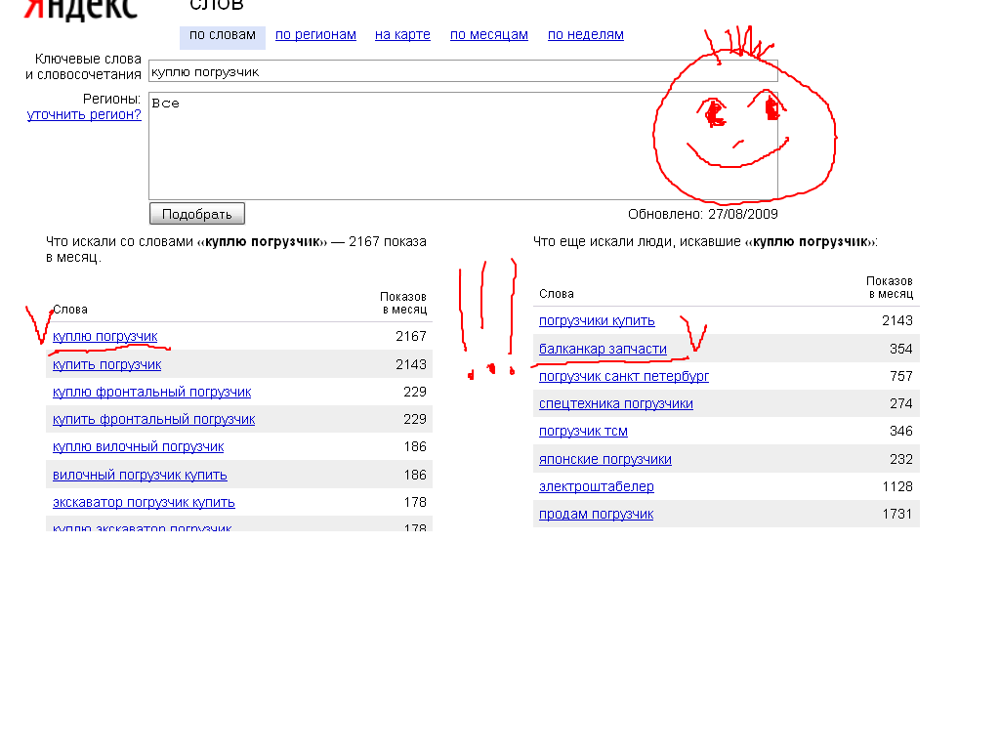 Яндекс
слов
по словам по регионам на карте по месяцам по неделям
Ключевые слова
и словосочетания
куплю погрузчик
Регионы:
уточнить регион?
Все
Подобрать
Обновлено: 27/08/2009
Что искали со словами «куплю погрузчик» — 2167 показа
в месяц.
Слова
Показов
в месяц
куплю погрузчик 2167
купить погрузчик 2143
куплю фронтальный погрузчик 229
купить фронтальный погрузчик 229
куплю вилочный погрузчик 186
вилочный погрузчик купить 186
экскаватор погрузчик купить 178
куплю экскаватор погрузчик 178
!!!
Что еще искали люди, искавшие «куплю погрузчик»:
Слова
Показов
в месяц
погрузчики купить 2143
балканкар запчасти 354
погрузчик санкт петербург 757
спецтехника погрузчики 274
погрузчик тсм 346
японские погрузчики 232
электроштабелер 1128
продам погрузчик 1731